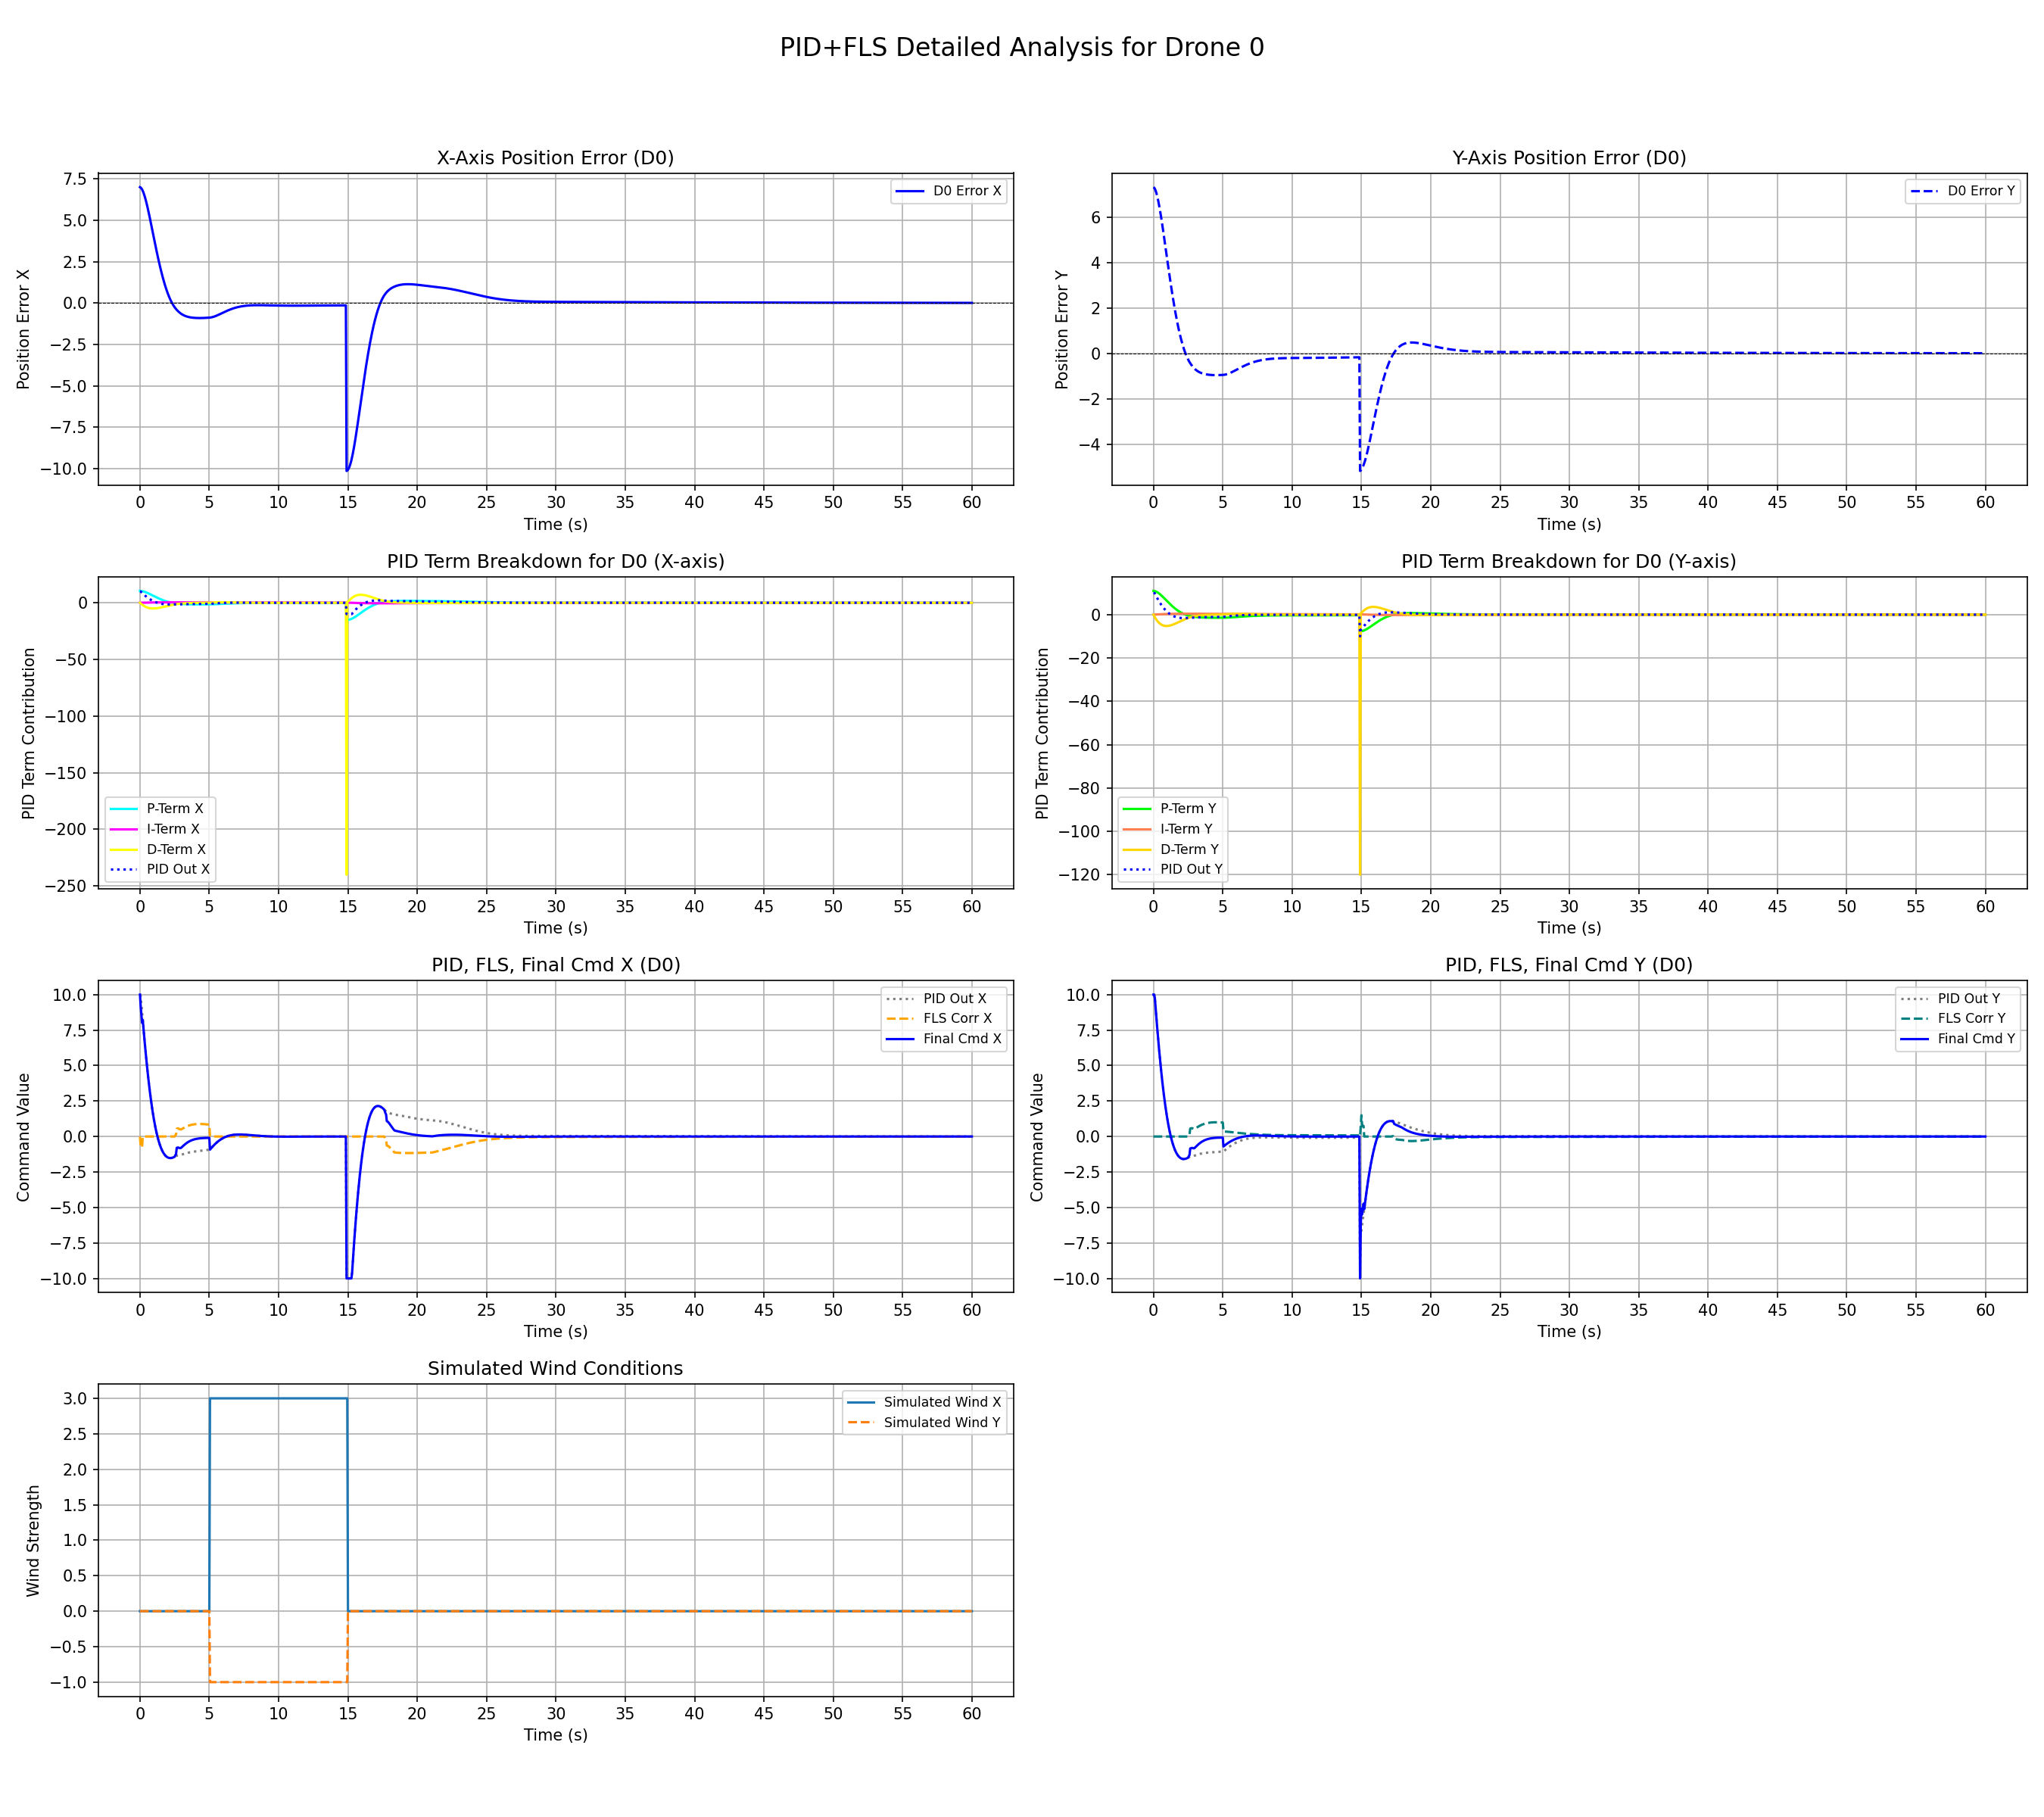 PID+FLS Detailed Analysis for Drone 0
X-Axis Position Error (D0)
7.5
5.0
2.5
0.0
−2.5
−5.0
−7.5
−10.0
Position Error X
D0 Error X
0 5 10 15 20 25 30 35 40 45 50 55 60
Time (s)
Y-Axis Position Error (D0)
6
4
2
0
−2
−4
Position Error Y
D0 Error Y
0 5 10 15 20 25 30 35 40 45 50 55 60
Time (s)
PID Term Breakdown for D0 (X-axis)
0
−50
−100
−150
−200
−250
PID Term Contribution
P-Term X
I-Term X
D-Term X
PID Out X
0 5 10 15 20 25 30 35 40 45 50 55 60
Time (s)
PID Term Breakdown for D0 (Y-axis)
0
−20
−40
−60
−80
−100
−120
PID Term Contribution
P-Term Y
I-Term Y
D-Term Y
PID Out Y
0 5 10 15 20 25 30 35 40 45 50 55 60
Time (s)
PID, FLS, Final Cmd X (D0)
10.0
7.5
5.0
2.5
0.0
−2.5
−5.0
−7.5
−10.0
Command Value
PID Out X
FLS Corr X
Final Cmd X
0 5 10 15 20 25 30 35 40 45 50 55 60
Time (s)
PID, FLS, Final Cmd Y (D0)
10.0
7.5
5.0
2.5
0.0
−2.5
−5.0
−7.5
−10.0
Command Value
PID Out Y
FLS Corr Y
Final Cmd Y
0 5 10 15 20 25 30 35 40 45 50 55 60
Time (s)
Simulated Wind Conditions
3.0
2.5
2.0
1.5
1.0
0.5
0.0
−0.5
−1.0
Wind Strength
Simulated Wind X
Simulated Wind Y
0 5 10 15 20 25 30 35 40 45 50 55 60
Time (s)